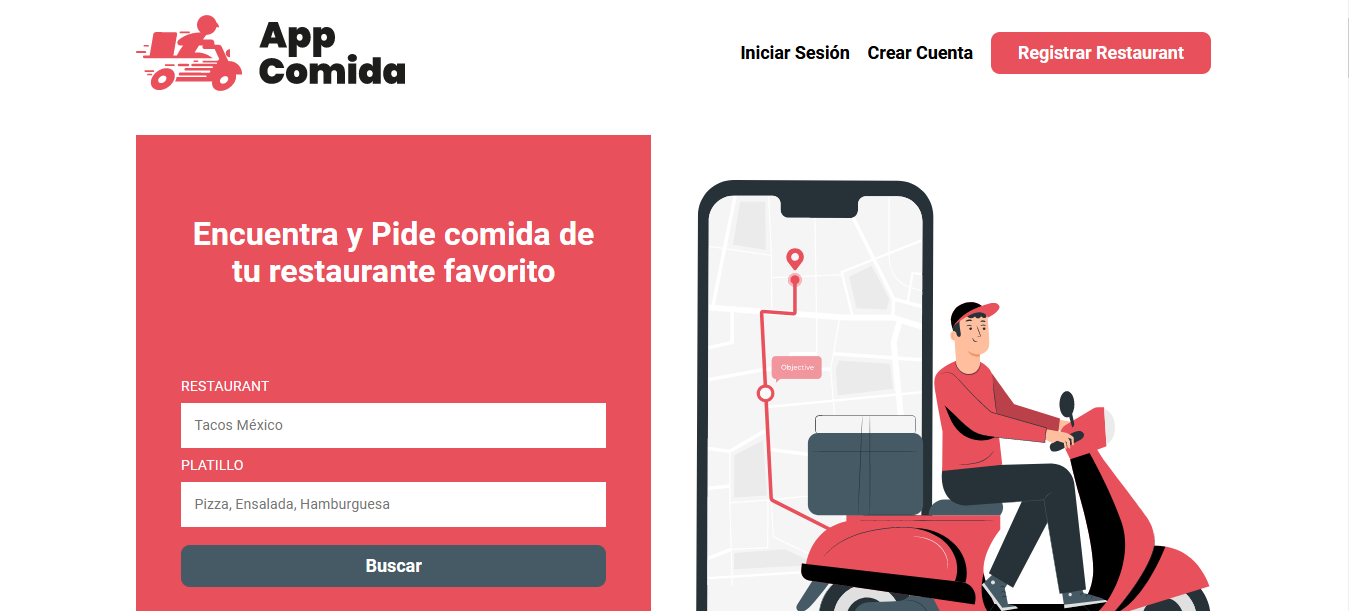 App
Comida
Iniciar Sesión
Crear Cuenta
Registrar Restaurant
Encuentra y Pide comida de
tu restaurante favorito
RESTAURANT
Tacos México
PLATILLO
Pizza, Ensalada, Hamburguesa
Buscar
Objective